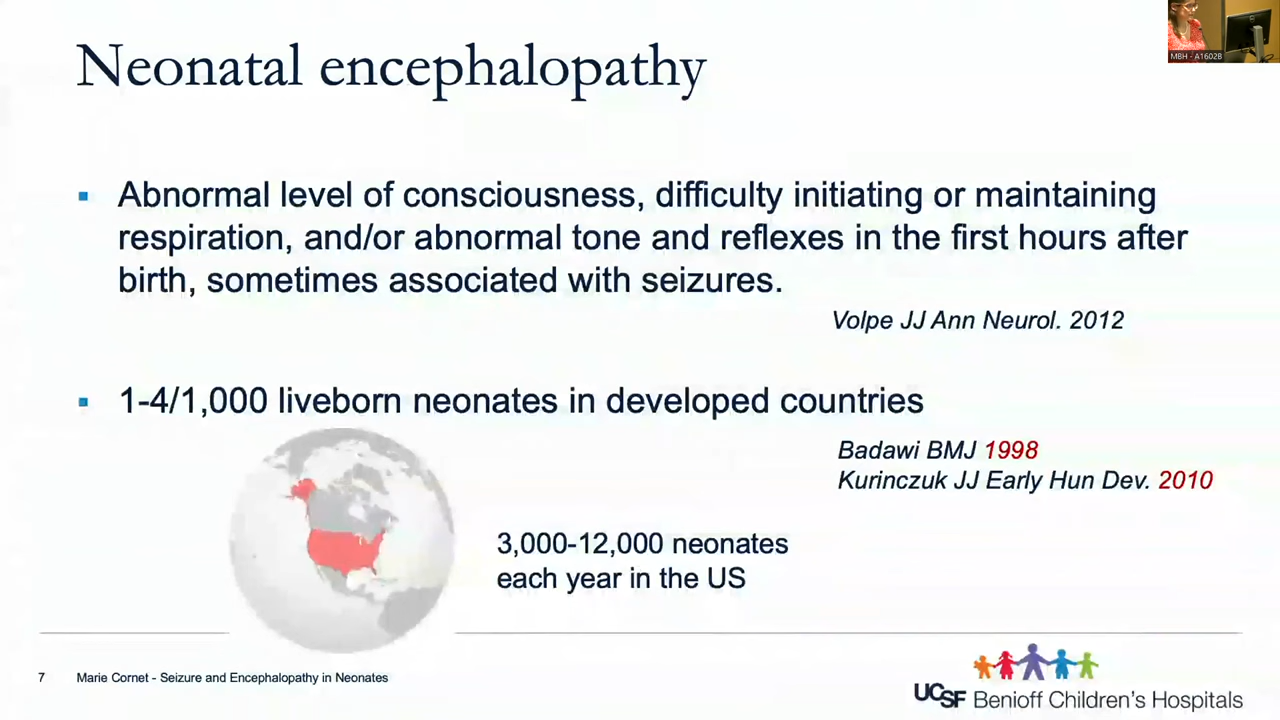 Neonatal encephalopathy
MBH - A1602B
▪ Abnormal level of consciousness, difficulty initiating or maintaining
respiration, and/or abnormal tone and reflexes in the first hours after
birth, sometimes associated with seizures.
Volpe JJ Ann Neurol. 2012
▪ 1-4/1,000 liveborn neonates in developed countries
Badawi BMJ 1998
Kurinczuk JJ Early Hun Dev. 2010
3,000-12,000 neonates
each year in the US
7 Marie Cornet - Seizure and Encephalopathy in Neonates
UCSF Benioff Children's Hospitals